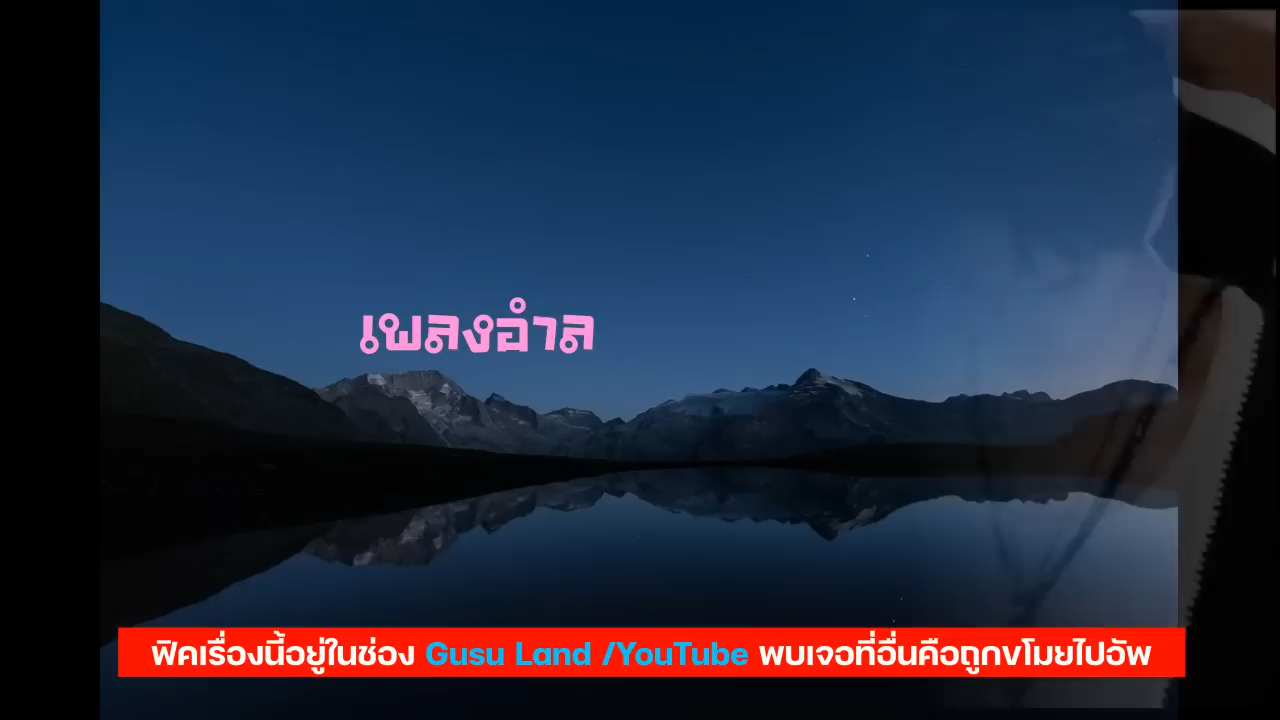 เพลงอำล
ฟิคเรื่องนี้อยู่ในช่อง Gusu Land /YouTube พบเจอที่อื่นคือถูกขโมยไปอัพ